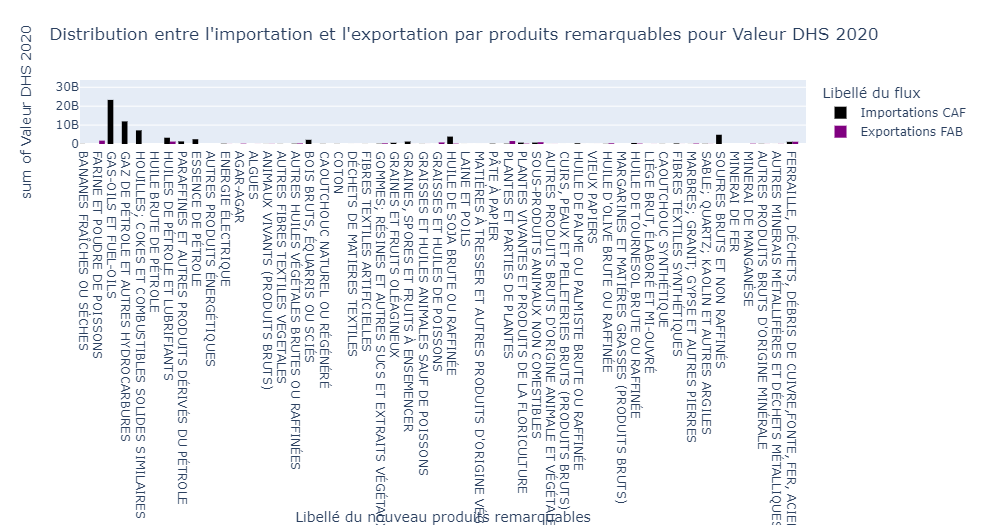 Distribution entre l'importation et l'exportation par produits remarquables pour Valeur DHS 2020
sum of Valeur DHS 2020
30B
20B
10B
0
Libellé du flux
Importations CAF
Exportations FAB
BANANES FRAÎCHES OU SÉCHES
FARINE ET POUDRE DE POISSONS
GAS-OILS ET FUEL-OILS
GAZ DE PÉTROLE ET AUTRES HYDROCARBURES
HOUILLES; COKES ET COMBUSTIBLES SOLIDES SIMILAIRES
HUILE BRUTE DE PÉTROLE
HUILES DE PÉTROLE ET LUBRIFIANTS
PARAFFINES ET AUTRES PRODUITS DÉRIVÉS DU PÉTROLE
ESSENCE DE PÉTROLE
AUTRES PRODUITS ÉNERGÉTIQUES
ENERGIE ÉLECTRIQUE
AGAR-AGAR
ALGUES
ANIMAUX VIVANTS (PRODUITS BRUTS)
AUTRES FIBRES TEXTILES VEGETALES
AUTRES HUILES VÉGÉTALES BRUTES OU RAFFINÉES
BOIS BRUTS, ÉQUARRIS OU SCIÉS
CAOUTCHOUC NATUREL OU RÉGÉNÉRÉ
COTON
DÉCHETS DE MATIERES TEXTILES
FIBRES TEXTILES ARTIFICIELLES
GOMMES, RÉSINES ET AUTRES SUCS ET EXTRAITS VÉGÉTAU
GRAINES ET FRUITS OLÉAGINEUX
GRAINES, SPORES ET FRUITS À ENSEMENCER
GRAISSES ET HUILES ANIMALES SAUF DE POISSONS
GRAISSES ET HUILES DE POISSONS
HUILE DE SOJA BRUTE OU RAFFINÉE
LAINE ET POILS
MATIÈRES À TRESSER ET AUTRES PRODUITS D'ORIGINE VÉG
PÂTE À PAPIER
PLANTES ET PARTIES DE PLANTES
PLANTES VIVANTES ET PRODUITS DE LA FLORICULTURE
SOUS-PRODUITS ANIMAUX NON COMESTIBLES
AUTRES PRODUITS D'ORIGINE ANIMALE ET VÉGÉTALE
CUIRS, PEAUX ET PELLETERIES BRUTS (PRODUITS BRUTS)
HUILE DE PALME OU PALMISTE BRUTE OU RAFFINÉE
VIEUX PAPIERS
HUILE D'OLIVE BRUTE OU RAFFINÉE
MARGARINES ET MATIÈRES GRASSES (PRODUITS BRUTS)
HUILE DE TOURNESOL BRUTE OU RAFFINÉE
LIÈGE BRUT, ÉLABORÉ ET MI-OUVRÉ
CAOUTCHOUC SYNTHÉTIQUE
FIBRES TEXTILES SYNTHÉTIQUES
MARBRES; GRANIT; GYPSE ET AUTRES PIERRES
SABLE; QUARTZ; KAOLIN ET AUTRES ARGILES
SOUFRES BRUTS ET NON RAFFINÉS
MINERAI DE FER
MINERAI DE MANGANÈSE
AUTRES PRODUITS BRUTS D'ORIGINE MINÉRALE
AUTRES MINERAIS MÉTALLIFÉRES ET DÉCHETS MÉTALLIQUES
FERRAILLE, DÉCHETS, DÉBRIS DE CUIVRE,FONTE, FER, ACIER
Libellé du nouveau produits remarquables